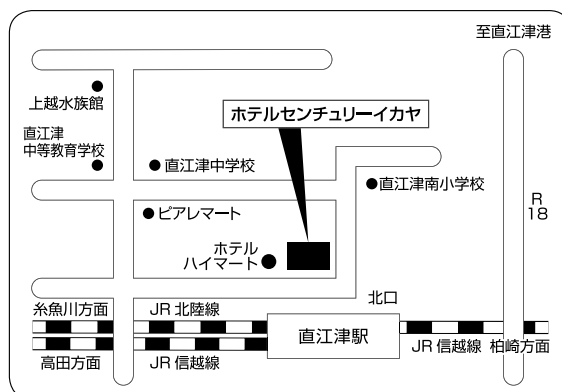 至直江津港
上越水族館
ホテルセンチュリーイカヤ
直江津
中等教育学校
直江津中学校
直江津南小学校
R
18
ピアレマート
ホテル
ハイマート
北口
糸魚川方面
JR 北陸線
直江津駅
高田方面
JR 信越線
JR 信越線
柏崎方面